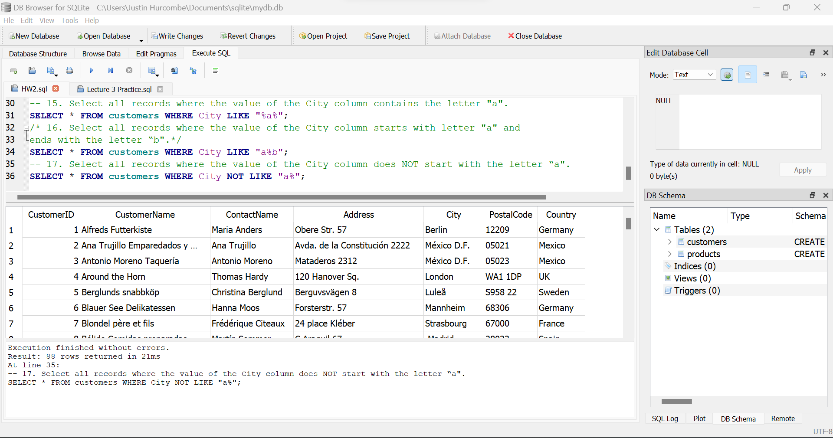 DB Browser for SQLite - C:\Users\Justin Hurcombe\Documents\sqlite\mydb.db
File Edit View Tools Help
New Database Open Database Write Changes Revert Changes Open Project Save Project Attach Database Close Database
Database Structure Browse Data Edit Pragmas Execute SQL
HW2.sql Lecture 3 Practice.sql
30 -- 15. Select all records where the value of the City column contains the letter "a".
31 SELECT * FROM customers WHERE City LIKE "%a%";
32 /* 16. Select all records where the value of the City column starts with letter "a" and
33 ends with the letter "b".*/
34 SELECT * FROM customers WHERE City LIKE "a%b";
35 -- 17. Select all records where the value of the City column does NOT start with the letter "a".
36 SELECT * FROM customers WHERE City NOT LIKE "a%";
CustomerID CustomerName ContactName Address City PostalCode Country
1 1 Alfreds Futterkiste Maria Anders Obere Str. 57 Berlin 12209 Germany
2 2 Ana Trujillo Emparedados y ... Ana Trujillo Avda. de la Constitución 2222 México D.F. 05021 Mexico
3 3 Antonio Moreno Taquería Antonio Moreno Mataderos 2312 México D.F. 05023 Mexico
4 4 Around the Horn Thomas Hardy 120 Hanover Sq. London WA1 1DP UK
5 5 Berglunds snabbköp Christina Berglund Berguvsvägen 8 Luleå S958 22 Sweden
6 6 Blauer See Delikatessen Hanna Moos Forsterstr. 57 Mannheim 68306 Germany
7 7 Blondel père et fils Frédérique Citeaux 24 place Kléber Strasbourg 67000 France
Execution finished without errors.
Result: 88 rows returned in 21ms
At line 35:
-- 17. Select all records where the value of the City column does NOT start with the letter "a".
SELECT * FROM customers WHERE City NOT LIKE "a%";
Edit Database Cell
Mode: Text
NULL
Type of data currently in cell: NULL
0 byte(s)
Apply
DB Schema
Name Type Schema
Tables (2)
customers CREATE
products CREATE
Indices (0)
Views (0)
Triggers (0)
SQL Log Plot DB Schema Remote
UTF-8